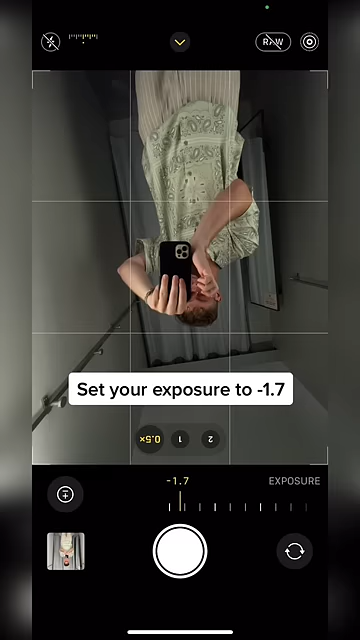 RAW
Set your exposure to -1.7
0.5×
1
2
-1.7
EXPOSURE